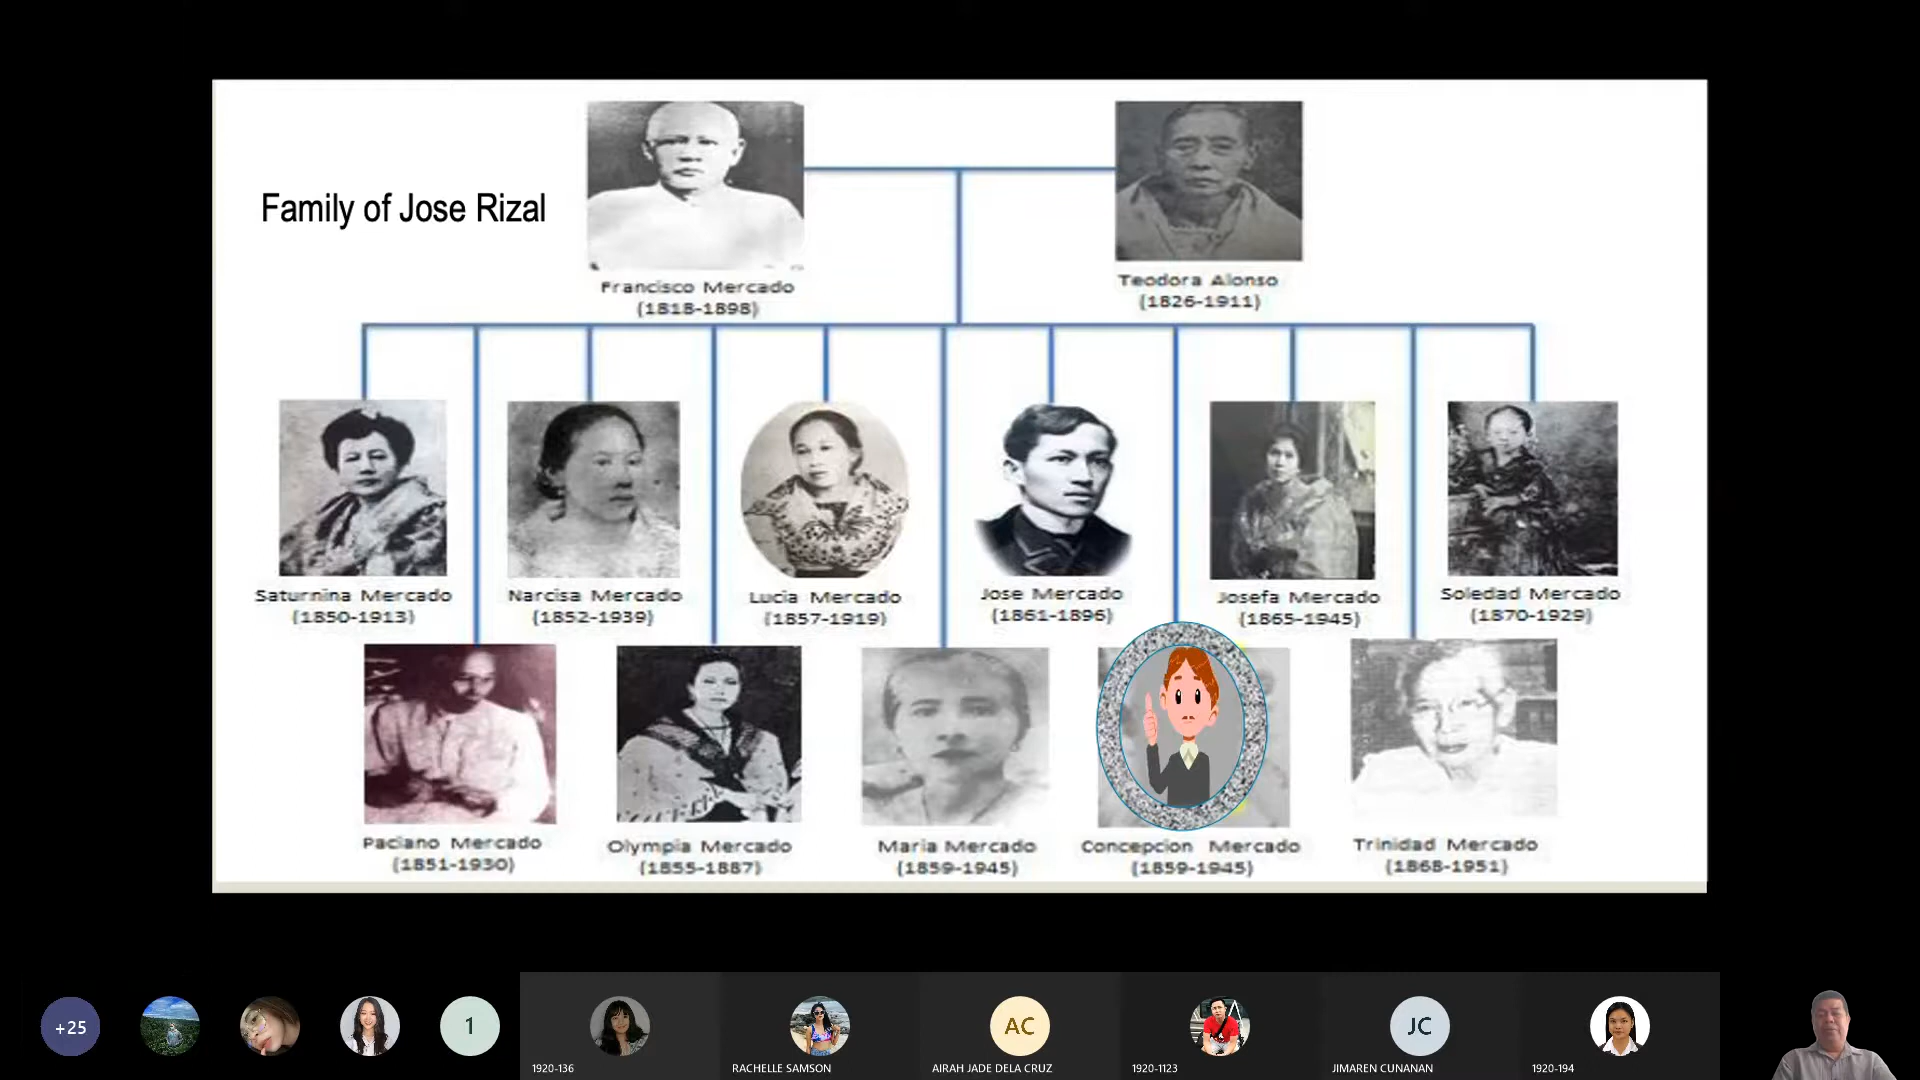 Family of Jose Rizal
Francisco Mercado
(1818-1898)
Teodora Alonso
(1826-1911)
Saturnina Mercado
(1850-1913)
Narcisa Mercado
(1852-1939)
Lucia Mercado
(1857-1919)
Jose Mercado
(1861-1896)
Josefa Mercado
(1865-1945)
Soledad Mercado
(1870-1929)
Paciano Mercado
(1851-1930)
Olympia Mercado
(1855-1887)
Maria Mercado
(1859-1945)
Concepcion Mercado
(1859-1945)
Trinidad Mercado
(1868-1951)
+25
1
AC
JC
1920-136
RACHELLE SAMSON
AIRAH JADE DELA CRUZ
1920-1123
JIMAREN CUNANAN
1920-194